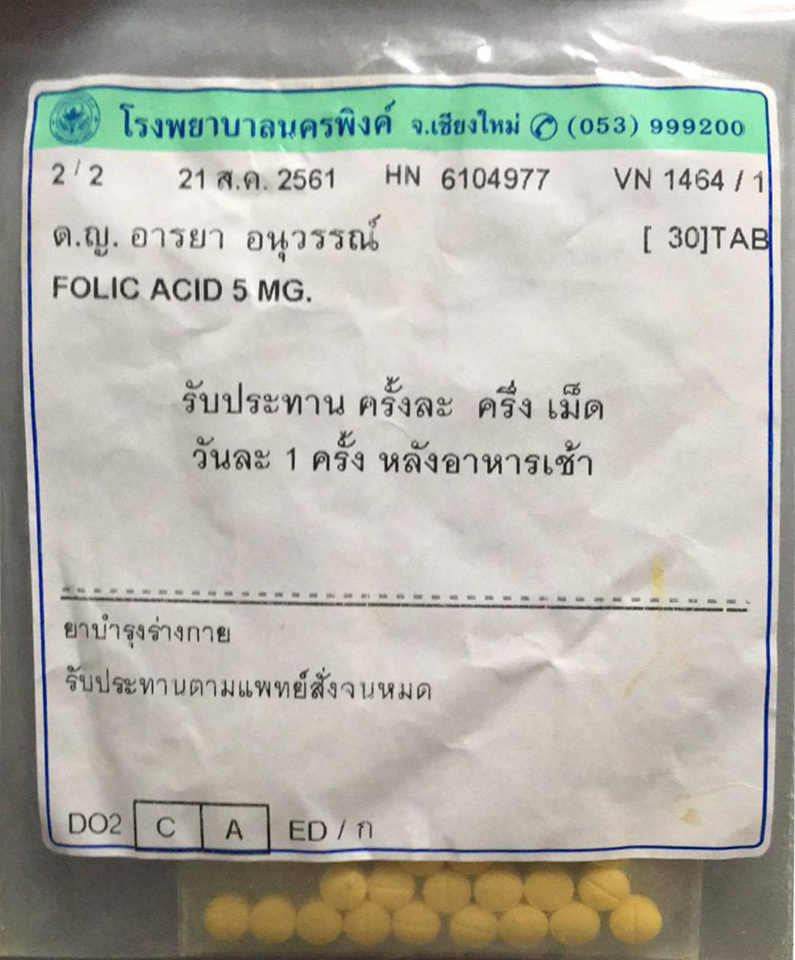 โรงพยาบาลนครพิงค์ จ.เชียงใหม่ ✆ (053) 999200
2 / 2 21 ส.ค. 2561 HN 6104977 VN 1464 / 1
ด.ญ. อารยา อนุวรรณ์ [ 30]TAB
FOLIC ACID 5 MG.
รับประทาน ครั้งละ ครึ่ง เม็ด
วันละ 1 ครั้ง หลังอาหารเช้า
ยาบำรุงร่างกาย
รับประทานตามแพทย์สั่งจนหมด
DO2 C A ED / ก